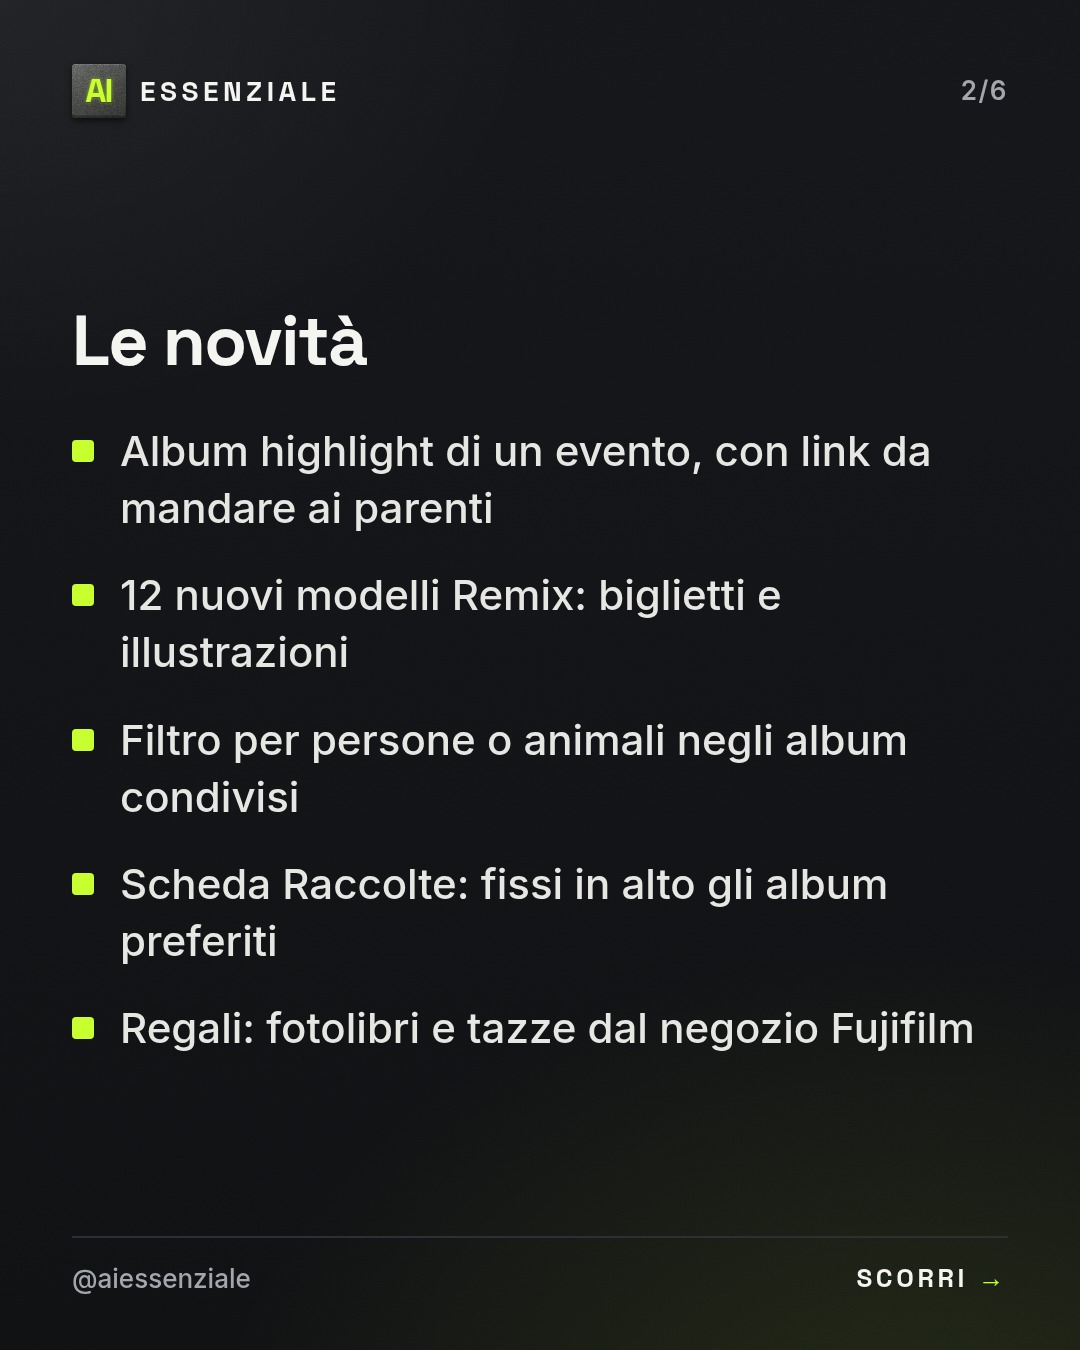 AI ESSENZIALE
2/6
Le novità
Album highlight di un evento, con link da
mandare ai parenti
12 nuovi modelli Remix: biglietti e
illustrazioni
Filtro per persone o animali negli album
condivisi
Scheda Raccolte: fissi in alto gli album
preferiti
Regali: fotolibri e tazze dal negozio Fujifilm
@aiessenziale
SCORRI →